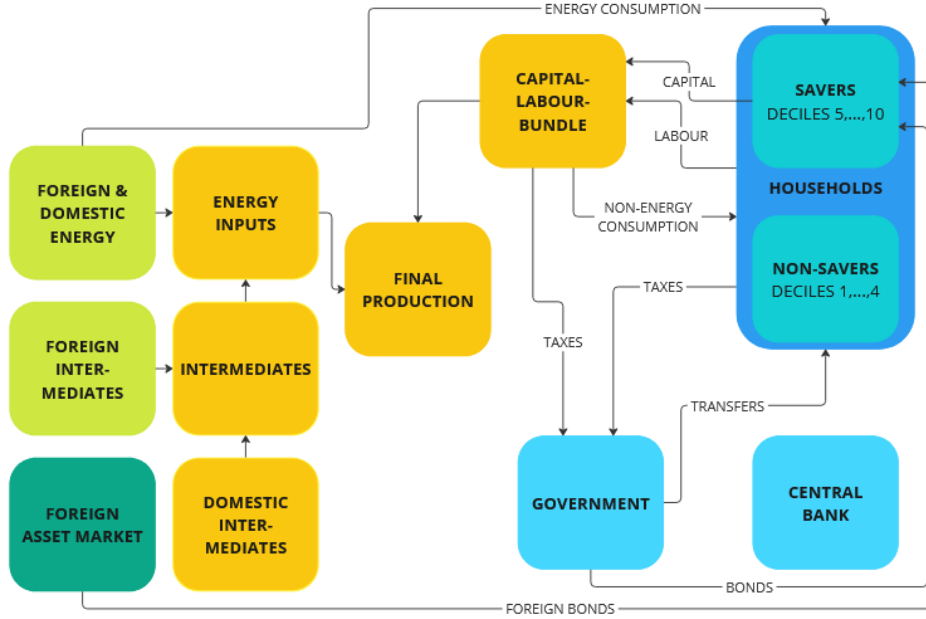 ENERGY CONSUMPTION
CAPITAL-
LABOUR-
BUNDLE
CAPITAL
LABOUR
SAVERS
DECILES 5,...,10
HOUSEHOLDS
FOREIGN &
DOMESTIC
ENERGY
ENERGY
INPUTS
NON-ENERGY
CONSUMPTION
FINAL
PRODUCTION
NON-SAVERS
DECILES 1,...,4
TAXES
TAXES
FOREIGN
INTER-
MEDIATES
INTERMEDIATES
TRANSFERS
FOREIGN
ASSET MARKET
DOMESTIC
INTER-
MEDIATES
GOVERNMENT
CENTRAL
BANK
BONDS
FOREIGN BONDS